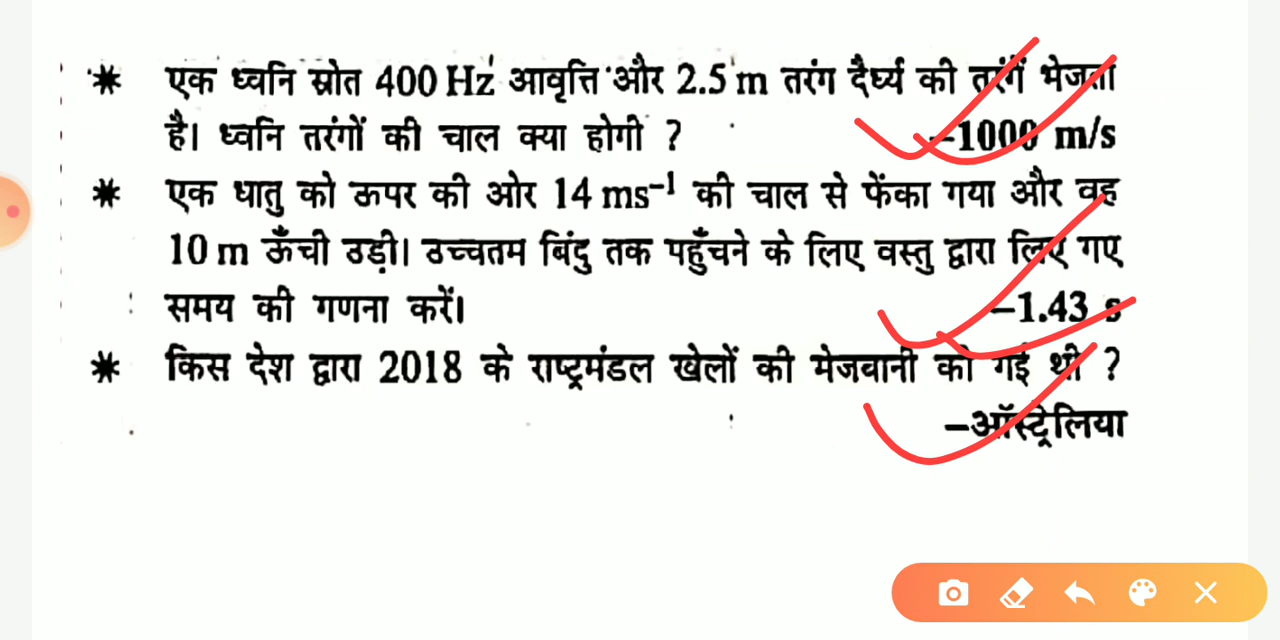 * एक ध्वनि स्रोत 400 Hz आवृत्ति और 2.5 m तरंग दैर्ध्य की तरंगें भेजता
है। ध्वनि तरंगों की चाल क्या होगी ? –1000 m/s
* एक धातु को ऊपर की ओर 14 ms⁻¹ की चाल से फेंका गया और वह
10 m ऊँची उड़ी। उच्चतम बिंदु तक पहुँचने के लिए वस्तु द्वारा लिए गए
समय की गणना करें। –1.43 s
* किस देश द्वारा 2018 के राष्ट्रमंडल खेलों की मेजबानी की गई थी ?
–ऑस्ट्रेलिया